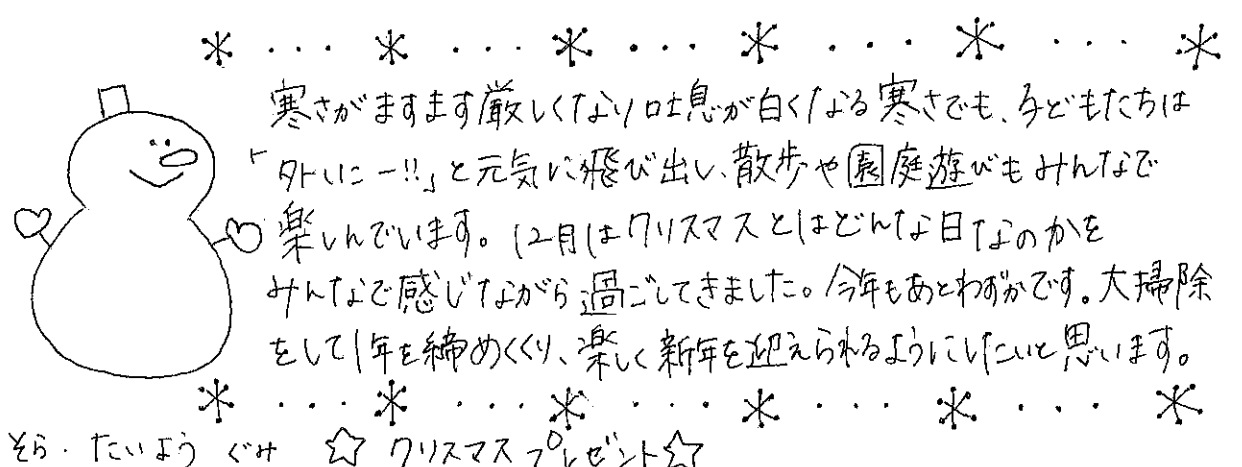 寒さがますます厳しくなり吐息が白くなる寒さでも、子どもたちは
「外にいこー!!」と元気に飛び出し、散歩や園庭遊びもみんなで
楽しんでいます。12月はクリスマスとはどんな日なのかを
みんなで感じながら過ごしてきました。今年もあとわずかです。大掃除
をして1年を締めくくり、楽しく新年を迎えられるようにしたいと思います。
そら・たいようぐみ ☆クリスマスプレゼント☆